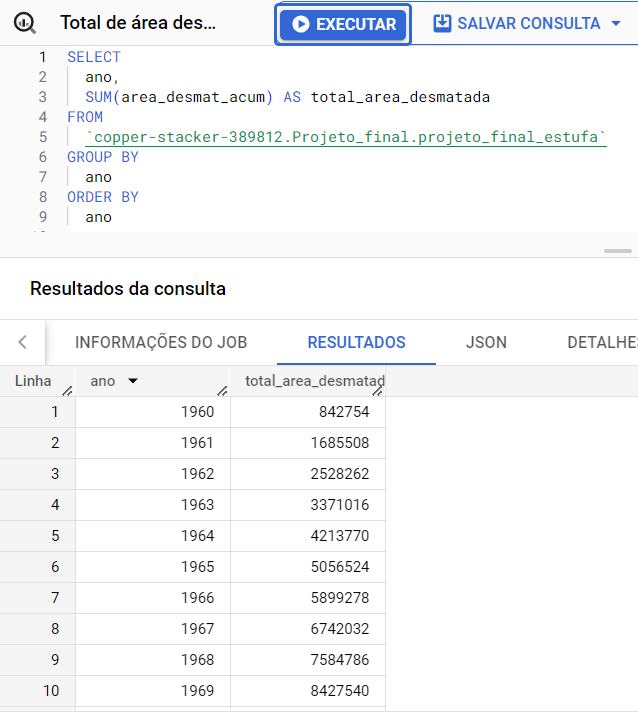 Total de área des...
EXECUTAR
SALVAR CONSULTA
1 SELECT
2 ano,
3 SUM(area_desmat_acum) AS total_area_desmatada
4 FROM
5 `copper-stacker-389812.Projeto_final.projeto_final_estufa`
6 GROUP BY
7 ano
8 ORDER BY
9 ano
Resultados da consulta
INFORMAÇÕES DO JOB RESULTADOS JSON DETALHES
Linha ano total_area_desmatad
1 1960 842754
2 1961 1685508
3 1962 2528262
4 1963 3371016
5 1964 4213770
6 1965 5056524
7 1966 5899278
8 1967 6742032
9 1968 7584786
10 1969 8427540